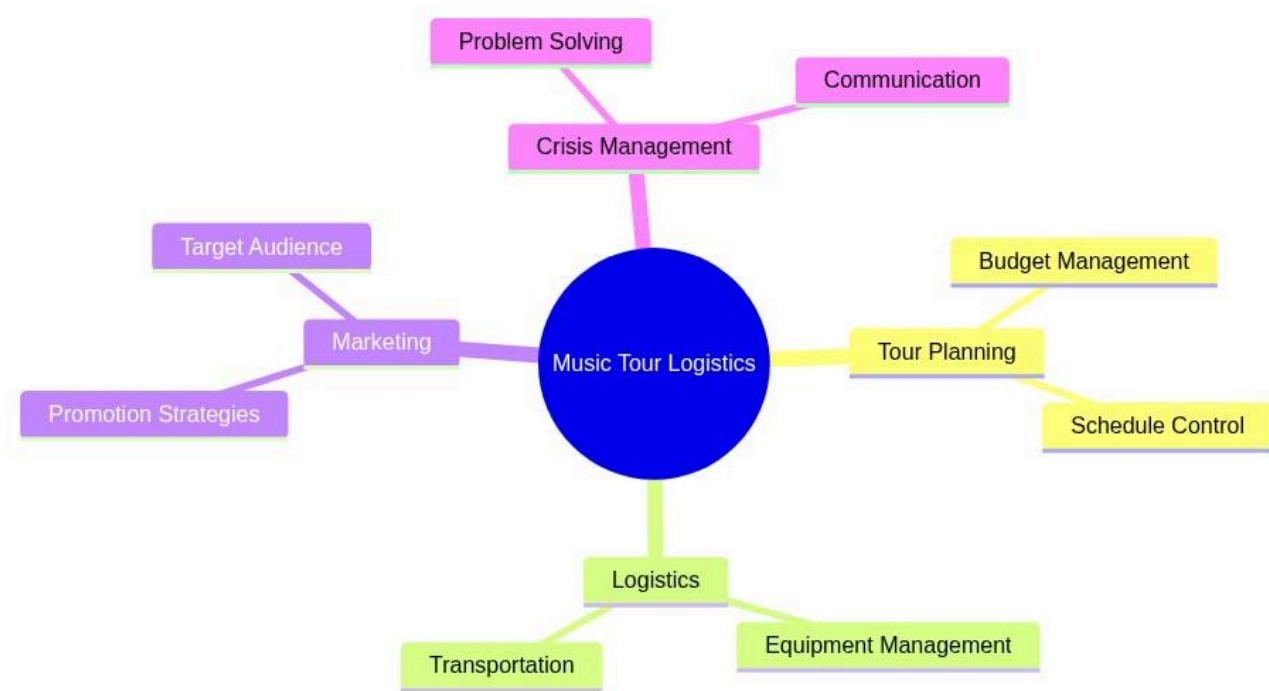 Problem Solving
Communication
Crisis Management
Target Audience
Budget Management
Marketing
Music Tour Logistics
Tour Planning
Promotion Strategies
Schedule Control
Logistics
Transportation
Equipment Management